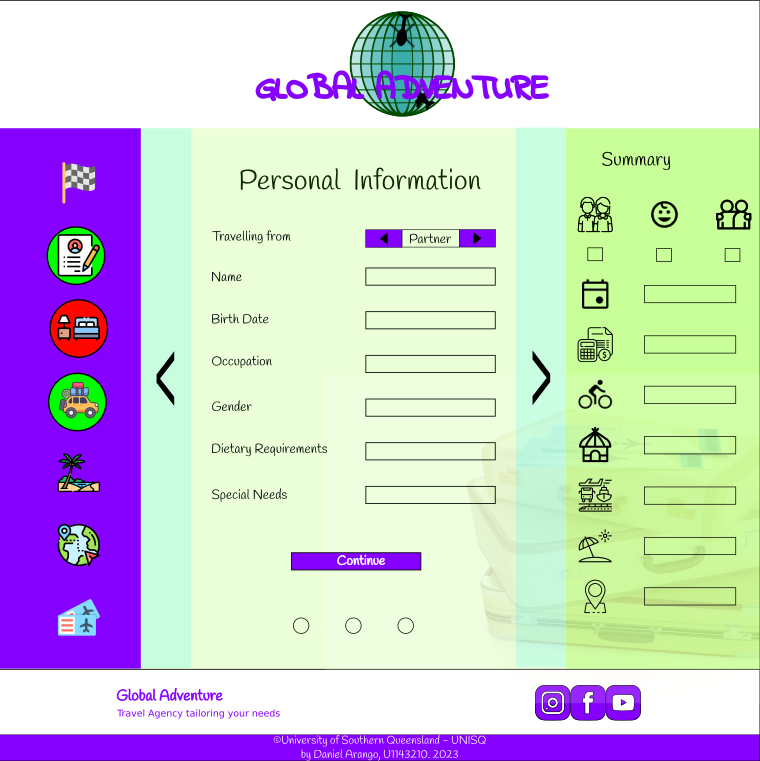 GLOBAL ADVENTURE
Personal Information
Summary
Travelling from
Partner
Name
Birth Date
Occupation
Gender
Dietary Requirements
Special Needs
Continue
Global Adventure
Travel Agency tailoring your needs
©University of Southern Queensland - UNISQ
by Daniel Arango, U1143210. 2023